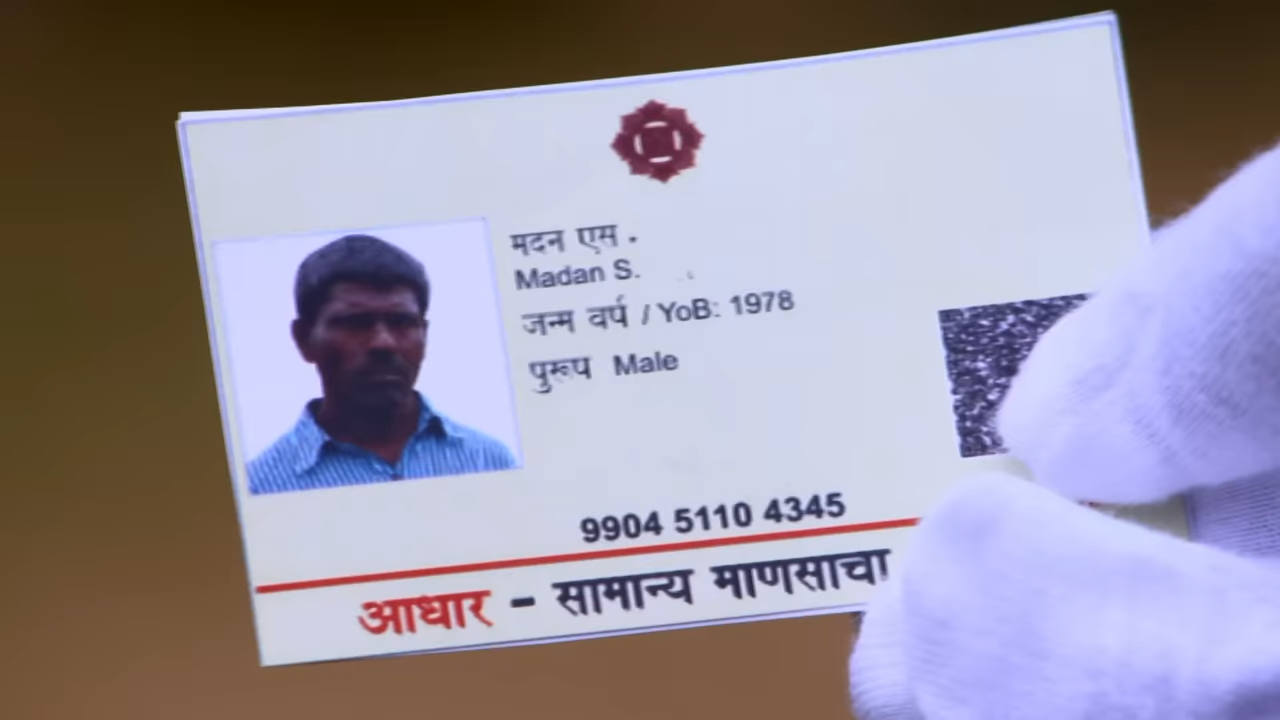 मदन एस .
Madan S.
जन्म वर्ष / YoB: 1978
पुरूष Male
9904 5110 4345
आधार - सामान्य माणसाचा